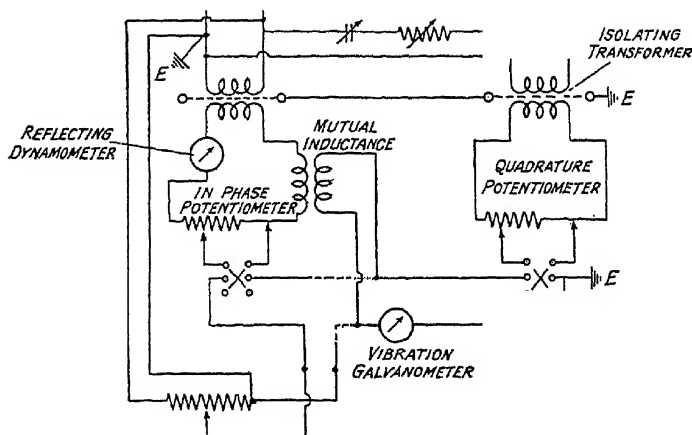 ISOLATING
TRANSFORMER
E
E
REFLECTING
DYNAMOMETER
MUTUAL
INDUCTANCE
IN PHASE
POTENTIOMETER
QUADRATURE
POTENTIOMETER
E
VIBRATION
GALVANOMETER